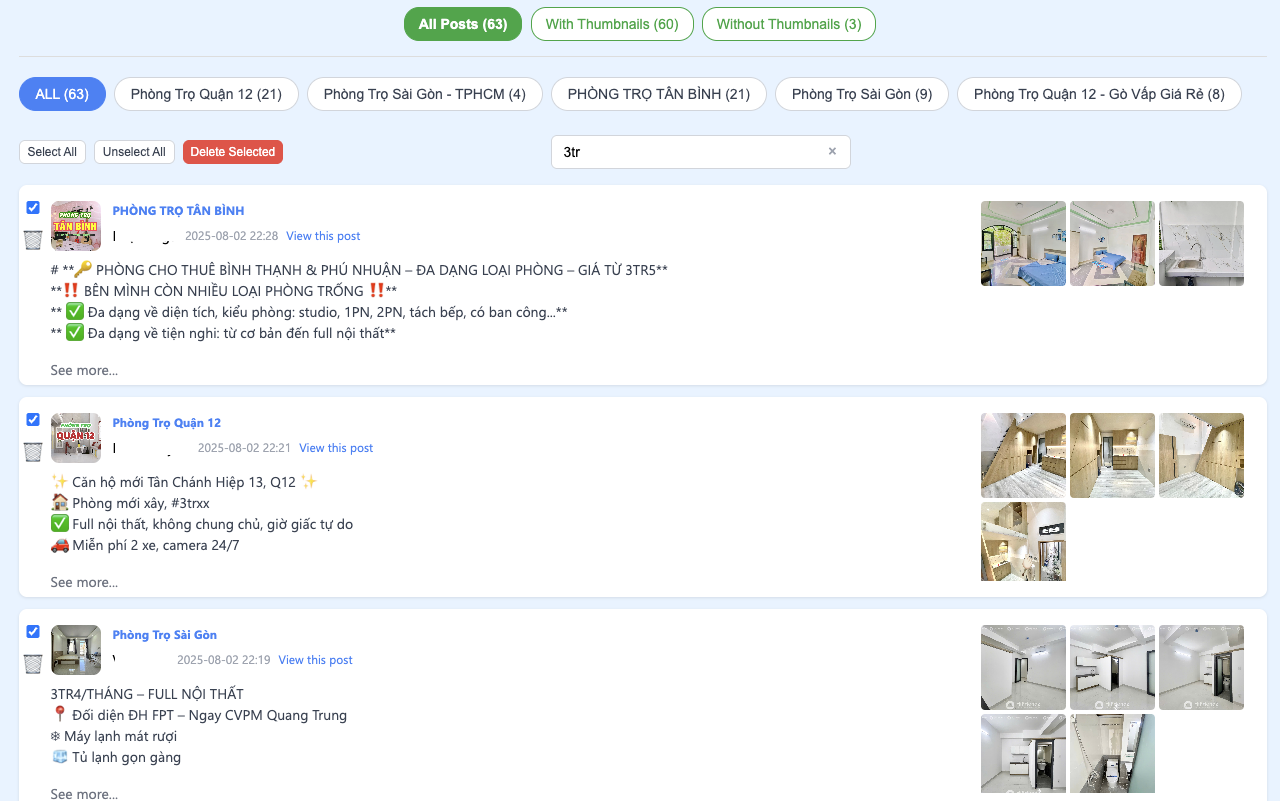 All Posts (63)
With Thumbnails (60)
Without Thumbnails (3)
ALL (63)
Phòng Trọ Quận 12 (21)
Phòng Trọ Sài Gòn - TPHCM (4)
PHÒNG TRỌ TÂN BÌNH (21)
Phòng Trọ Sài Gòn (9)
Phòng Trọ Quận 12 - Gò Vấp Giá Rẻ (8)
Select All
Unselect All
Delete Selected
3tr
×
PHÒNG TRỌ
TÂN BÌNH
PHÒNG TRỌ TÂN BÌNH
2025-08-02 22:28 View this post
# **🔑 PHÒNG CHO THUÊ BÌNH THẠNH & PHÚ NHUẬN – ĐA DẠNG LOẠI PHÒNG – GIÁ TỪ 3TR5**
**‼️ BÊN MÌNH CÒN NHIỀU LOẠI PHÒNG TRỐNG ‼️**
** ✅ Đa dạng về diện tích, kiểu phòng: studio, 1PN, 2PN, tách bếp, có ban công...**
** ✅ Đa dạng về tiện nghi: từ cơ bản đến full nội thất**
See more...
PHÒNG TRỌ
QUẬN 12
Phòng Trọ Quận 12
2025-08-02 22:21 View this post
✨ Căn hộ mới Tân Chánh Hiệp 13, Q12 ✨
🏠 Phòng mới xây, #3trxx
✅ Full nội thất, không chung chủ, giờ giấc tự do
🚗 Miễn phí 2 xe, camera 24/7
See more...
Phòng Trọ Sài Gòn
2025-08-02 22:19 View this post
3TR4/THÁNG – FULL NỘI THẤT
📍 Đối diện ĐH FPT – Ngay CVPM Quang Trung
❄ Máy lạnh mát rượi
🧊 Tủ lạnh gọn gàng
See more...